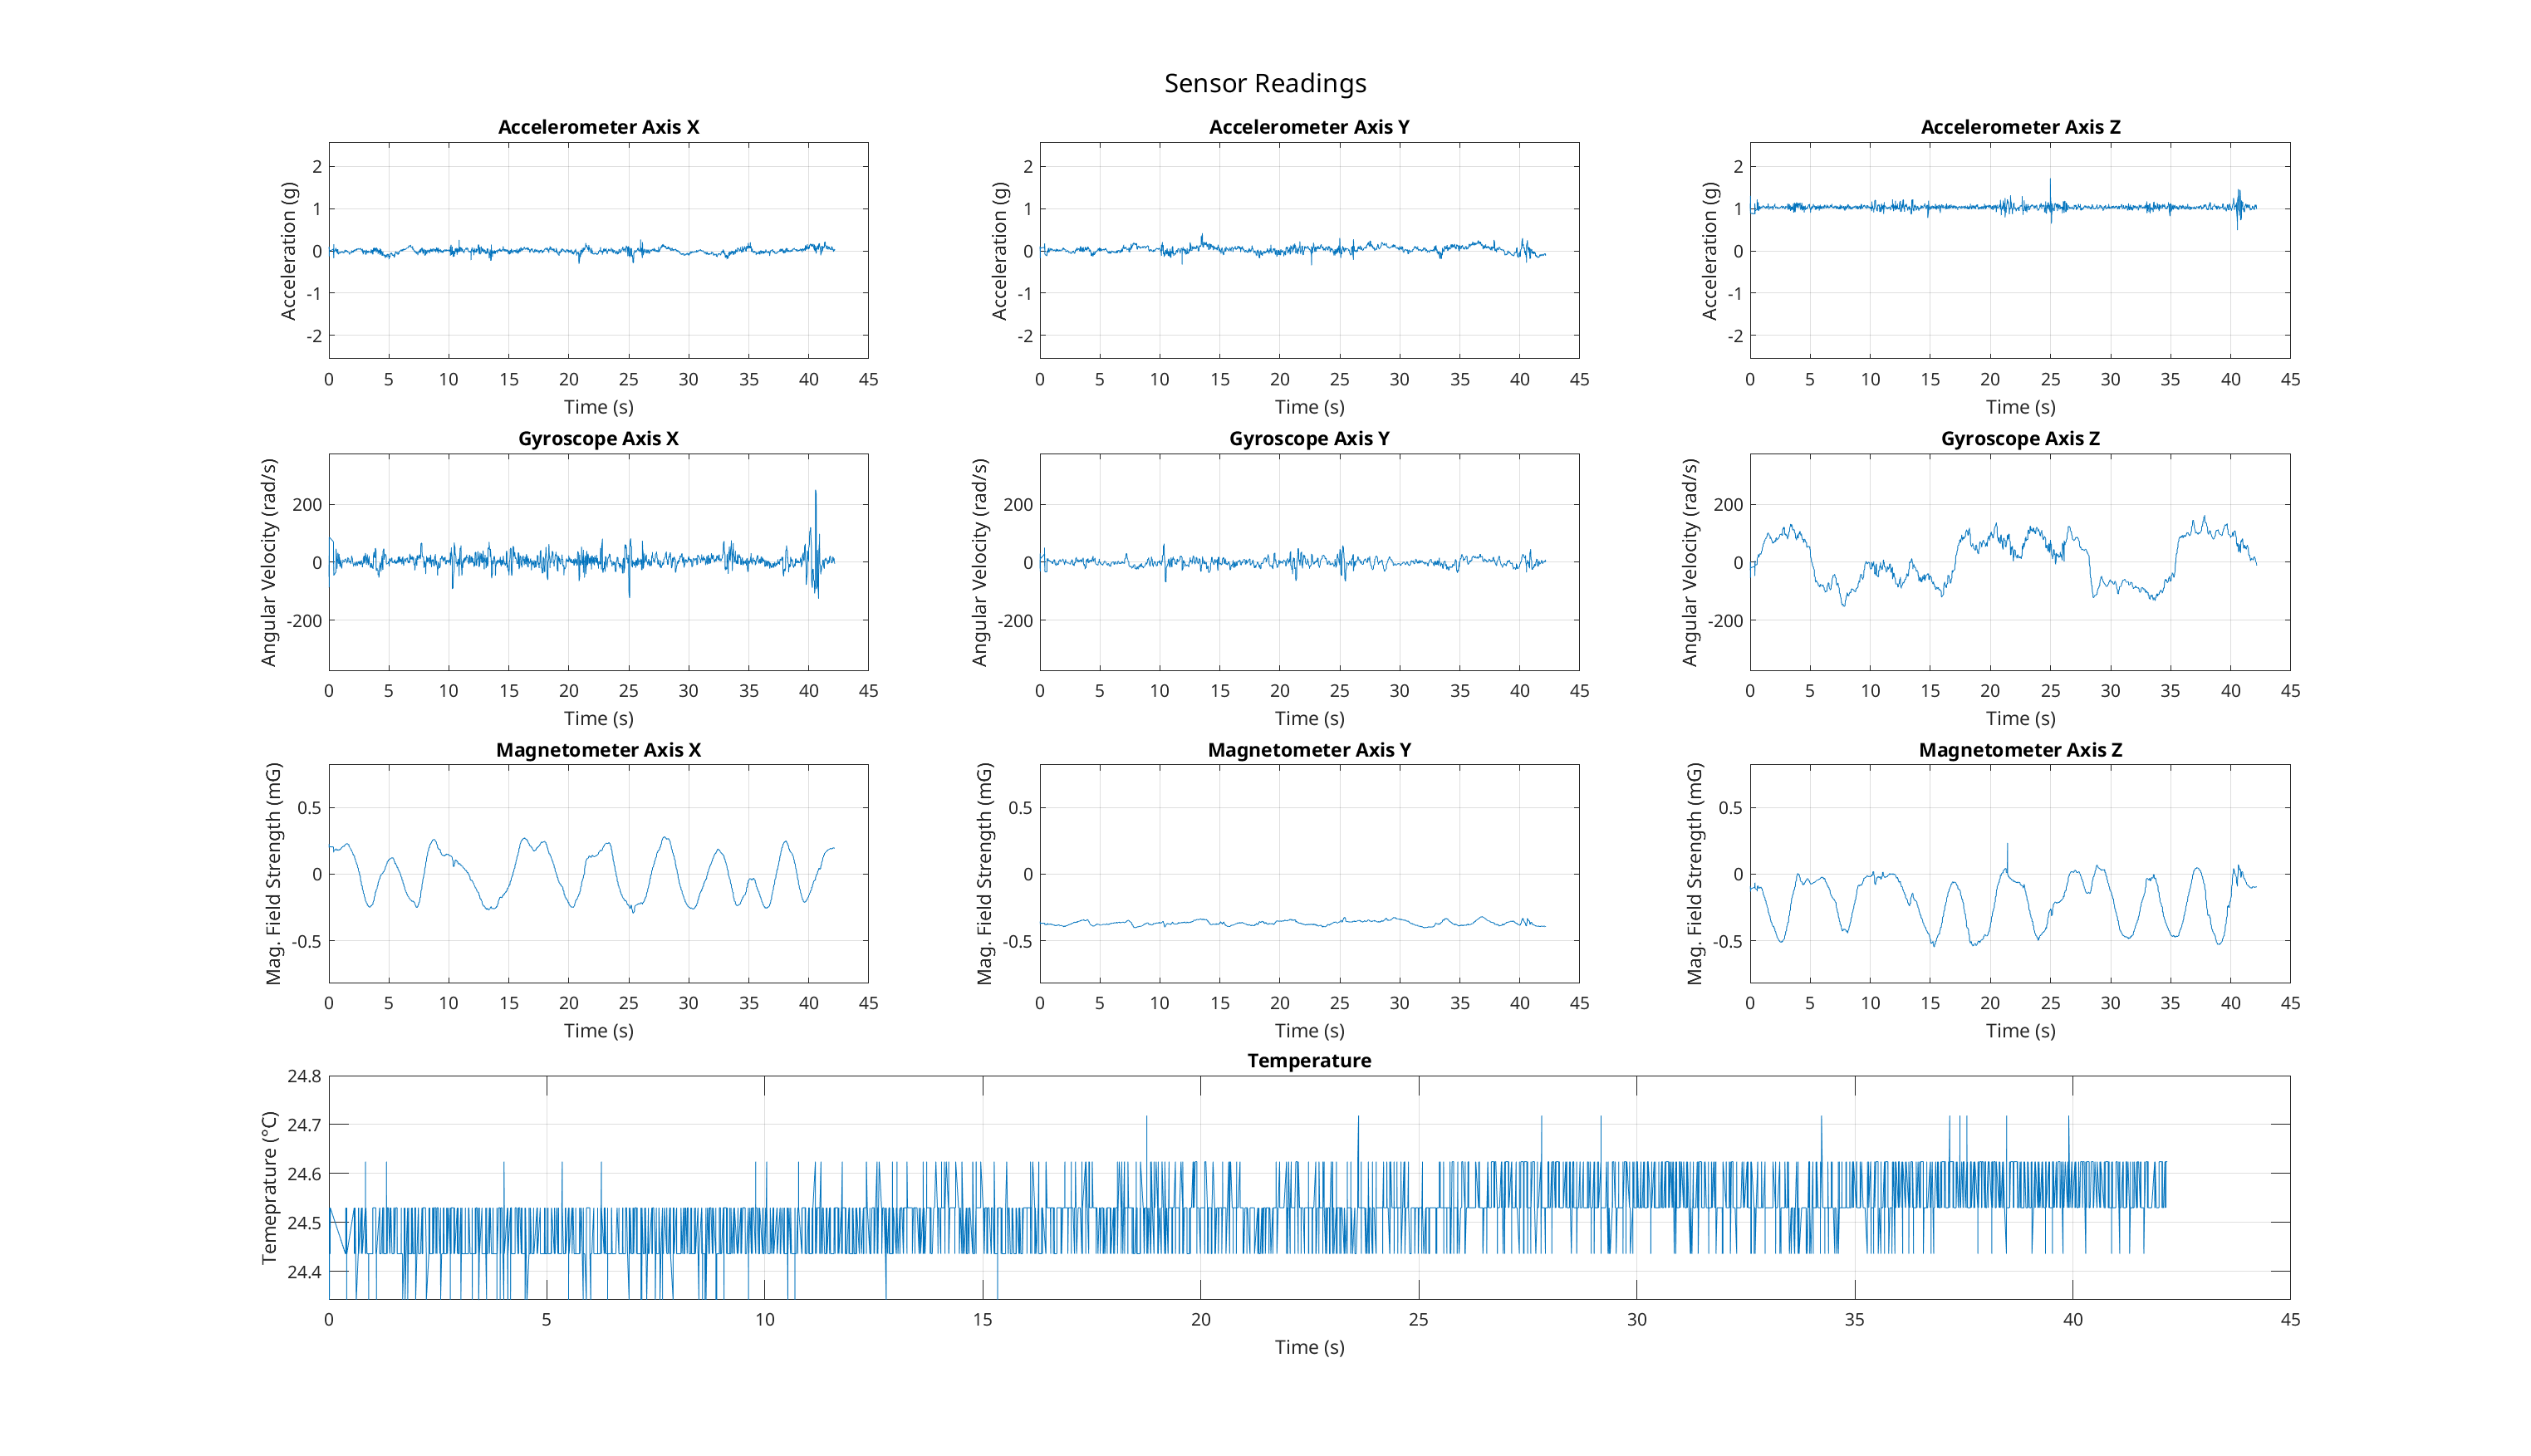 Sensor Readings
Accelerometer Axis X
Acceleration (g)
2
1
0
-1
-2
0 5 10 15 20 25 30 35 40 45
Time (s)
Accelerometer Axis Y
Acceleration (g)
2
1
0
-1
-2
0 5 10 15 20 25 30 35 40 45
Time (s)
Accelerometer Axis Z
Acceleration (g)
2
1
0
-1
-2
0 5 10 15 20 25 30 35 40 45
Time (s)
Gyroscope Axis X
Angular Velocity (rad/s)
200
0
-200
0 5 10 15 20 25 30 35 40 45
Time (s)
Gyroscope Axis Y
Angular Velocity (rad/s)
200
0
-200
0 5 10 15 20 25 30 35 40 45
Time (s)
Gyroscope Axis Z
Angular Velocity (rad/s)
200
0
-200
0 5 10 15 20 25 30 35 40 45
Time (s)
Magnetometer Axis X
Mag. Field Strength (mG)
0.5
0
-0.5
0 5 10 15 20 25 30 35 40 45
Time (s)
Magnetometer Axis Y
Mag. Field Strength (mG)
0.5
0
-0.5
0 5 10 15 20 25 30 35 40 45
Time (s)
Magnetometer Axis Z
Mag. Field Strength (mG)
0.5
0
-0.5
0 5 10 15 20 25 30 35 40 45
Time (s)
Temperature
Temeprature (°C)
24.8
24.7
24.6
24.5
24.4
0 5 10 15 20 25 30 35 40 45
Time (s)